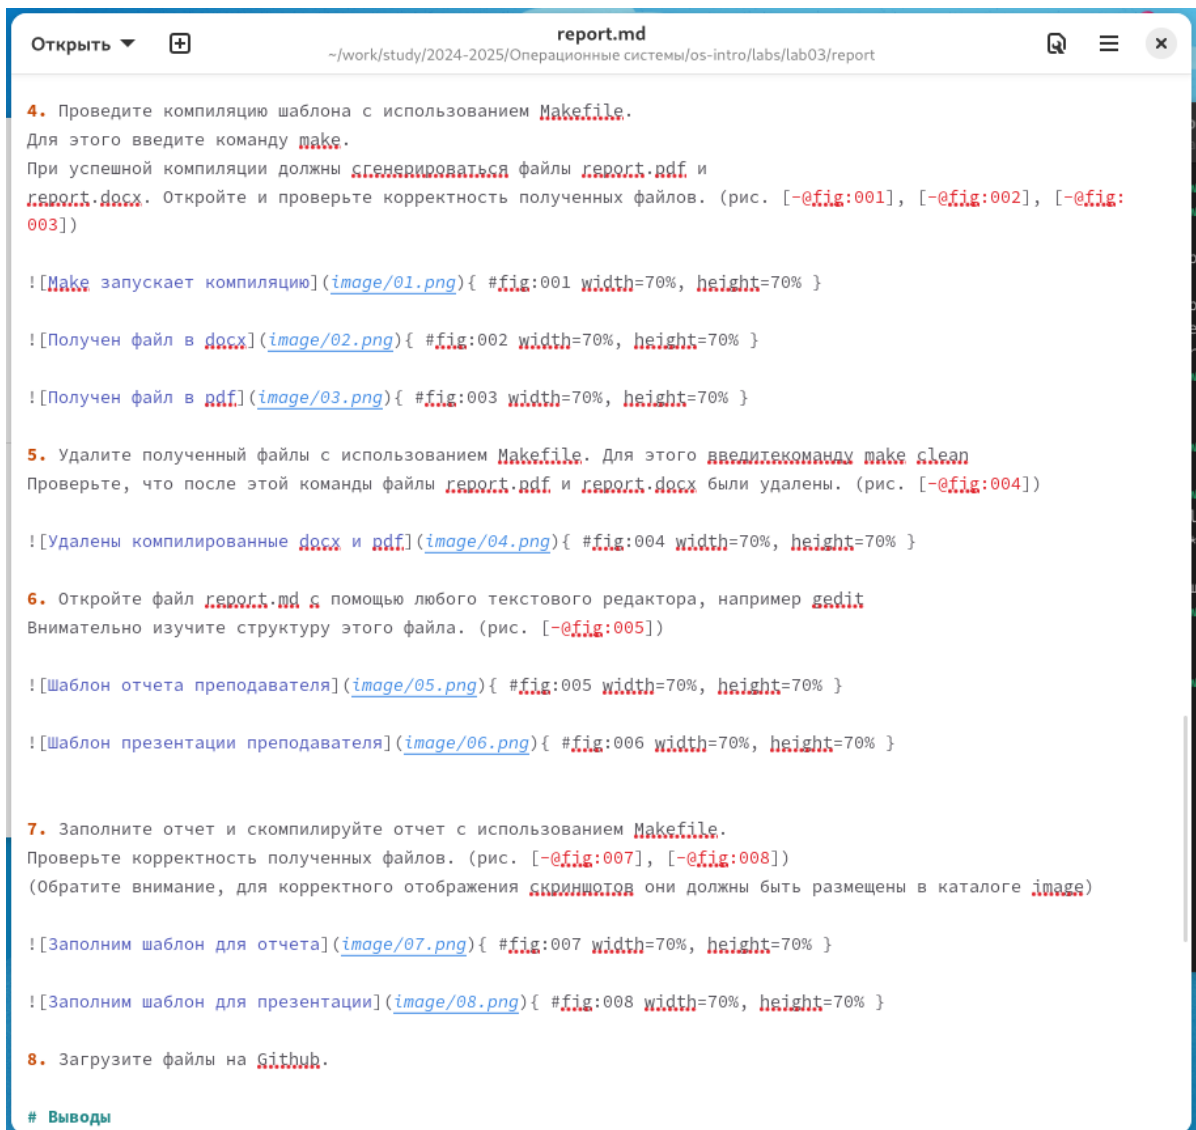 Открыть
report.md
~/work/study/2024-2025/Операционные системы/os-intro/labs/lab03/report
4. Проведите компиляцию шаблона с использованием Makefile.
Для этого введите команду make.
При успешной компиляции должны сгенерироваться файлы report.pdf и
report.docx. Откройте и проверьте корректность полученных файлов. (рис. [-@fig:001], [-@fig:002], [-@fig:
003])
![Make запускает компиляцию](image/01.png){ #fig:001 width=70%, height=70% }
![Получен файл в docx](image/02.png){ #fig:002 width=70%, height=70% }
![Получен файл в pdf](image/03.png){ #fig:003 width=70%, height=70% }
5. Удалите полученный файлы с использованием Makefile. Для этого введитекоманду make clean
Проверьте, что после этой команды файлы report.pdf и report.docx были удалены. (рис. [-@fig:004])
![Удалены компилированные docx и pdf](image/04.png){ #fig:004 width=70%, height=70% }
6. Откройте файл report.md c помощью любого текстового редактора, например gedit
Внимательно изучите структуру этого файла. (рис. [-@fig:005])
![Шаблон отчета преподавателя](image/05.png){ #fig:005 width=70%, height=70% }
![Шаблон презентации преподавателя](image/06.png){ #fig:006 width=70%, height=70% }
7. Заполните отчет и скомпилируйте отчет с использованием Makefile.
Проверьте корректность полученных файлов. (рис. [-@fig:007], [-@fig:008])
(Обратите внимание, для корректного отображения скриншотов они должны быть размещены в каталоге image)
![Заполним шаблон для отчета](image/07.png){ #fig:007 width=70%, height=70% }
![Заполним шаблон для презентации](image/08.png){ #fig:008 width=70%, height=70% }
8. Загрузите файлы на Github.
# Выводы